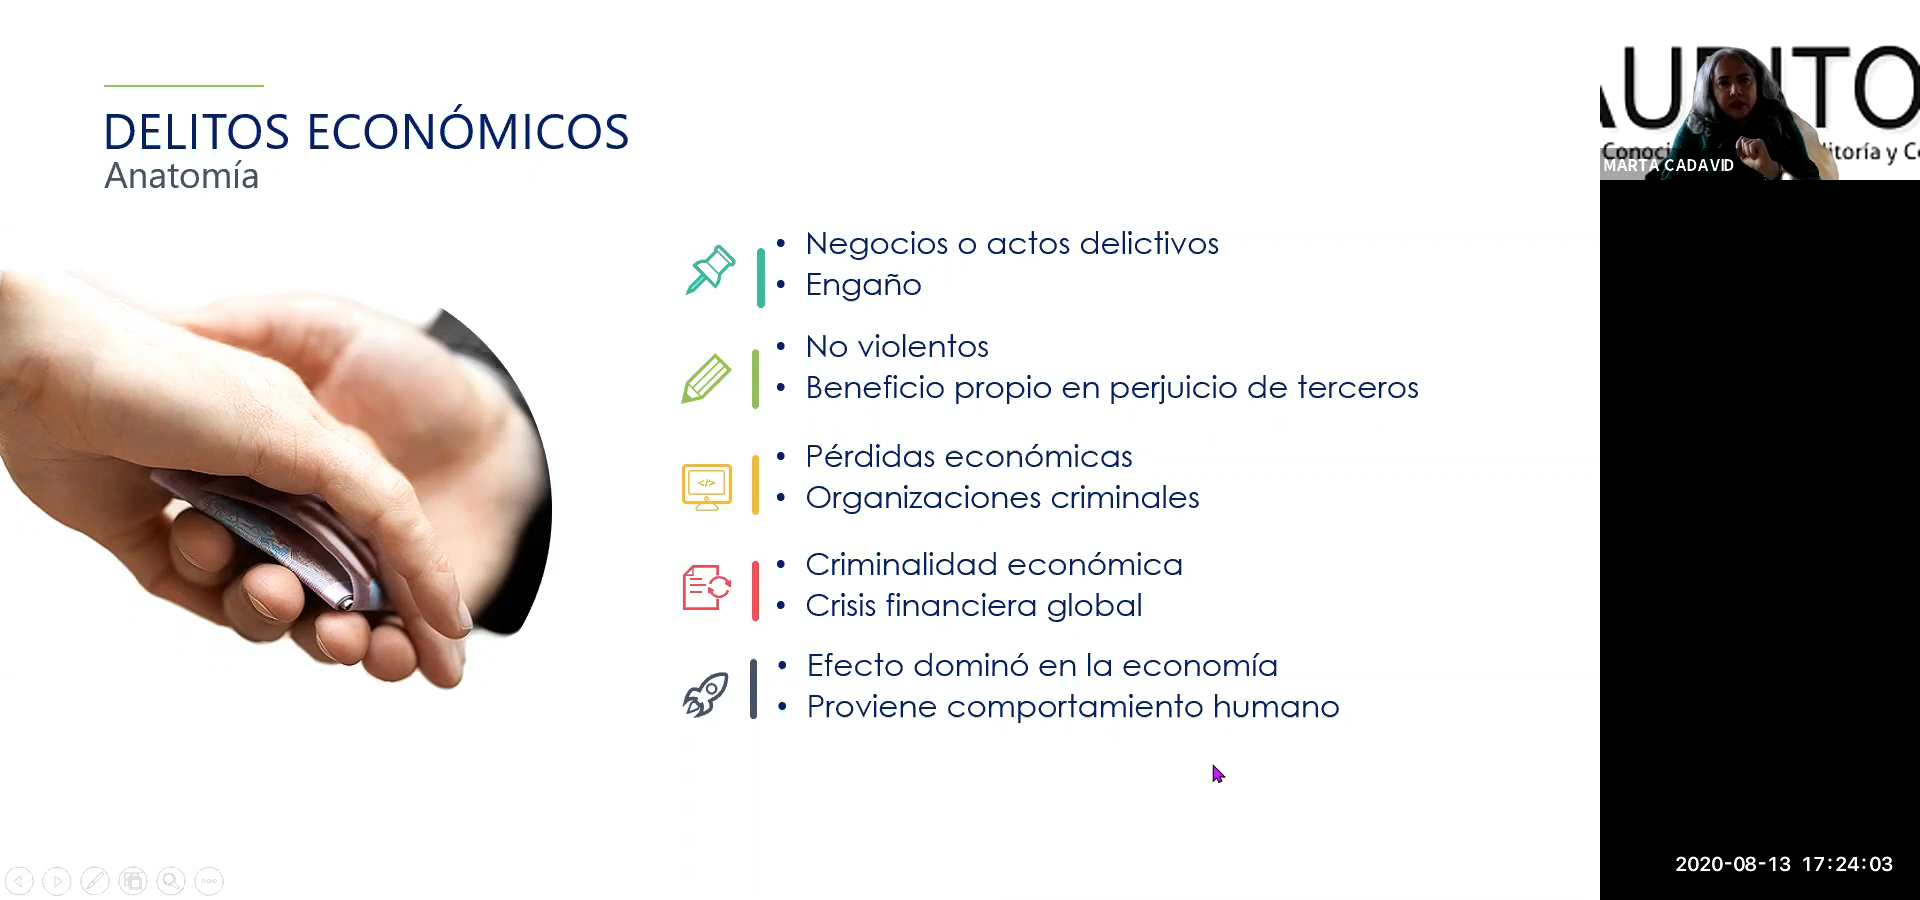 DELITOS ECONÓMICOS
Anatomía
• Negocios o actos delictivos
• Engaño
• No violentos
• Beneficio propio en perjuicio de terceros
• Pérdidas económicas
• Organizaciones criminales
</>
• Criminalidad económica
• Crisis financiera global
• Efecto dominó en la economía
• Proviene comportamiento humano
MARTA CADAVID
2020-08-13 17:24:03